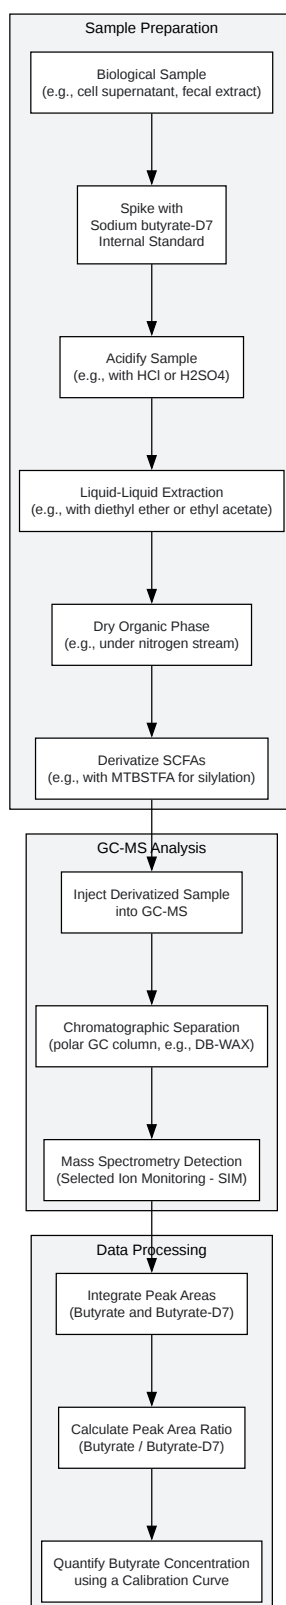 Sample Preparation
Biological Sample
(e.g., cell supernatant, fecal extract)
Spike with
Sodium butyrate-D7
Internal Standard
Acidify Sample
(e.g., with HCl or H2SO4)
Liquid-Liquid Extraction
(e.g., with diethyl ether or ethyl acetate)
Dry Organic Phase
(e.g., under nitrogen stream)
Derivatize SCFAs
(e.g., with MTBSTFA for silylation)
GC-MS Analysis
Inject Derivatized Sample
into GC-MS
Chromatographic Separation
(polar GC column, e.g., DB-WAX)
Mass Spectrometry Detection
(Selected Ion Monitoring - SIM)
Data Processing
Integrate Peak Areas
(Butyrate and Butyrate-D7)
Calculate Peak Area Ratio
(Butyrate / Butyrate-D7)
Quantify Butyrate Concentration
using a Calibration Curve